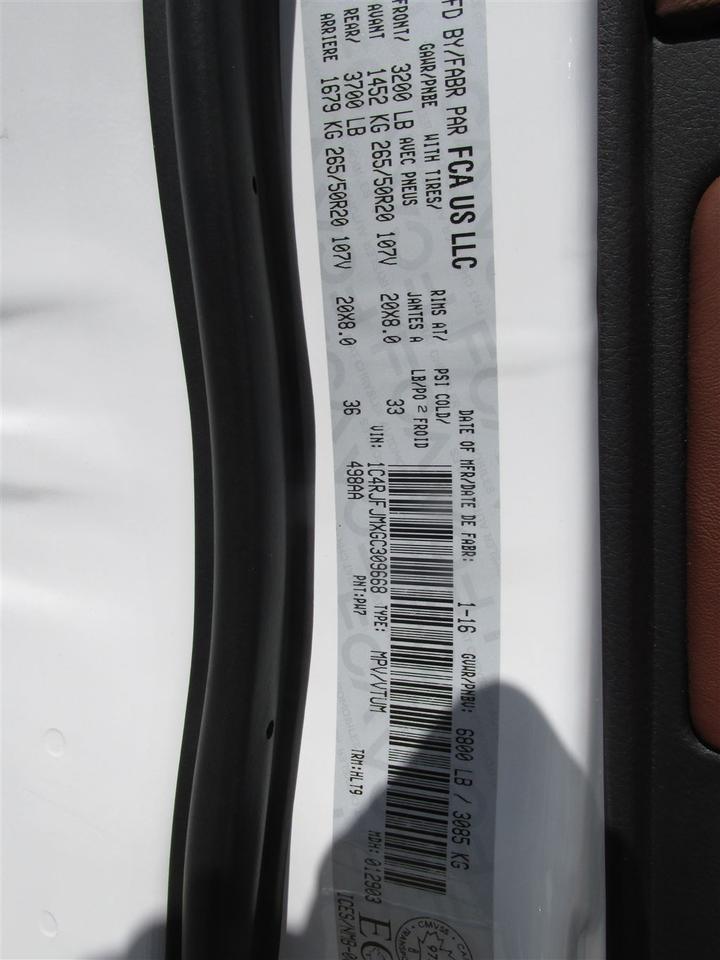 MFD BY/FABR PAR FCA US LLC
DATE OF MFR/DATE DE FABR: 1-16 GVWR/PNBV: 6800 LB / 3085 KG
GAWR/PNBE WITH TIRES/ RIMS AT/ PSI COLD/
AVEC PNEUS JANTES A LB/PO 2 FROID
FRONT/ 3200 LB
AVANT 1452 KG 265/50R20 107V 20X8.0 33
REAR/ 3700 LB
ARRIERE 1679 KG 265/50R20 107V 20X8.0 36
VIN: 1C4RJFJMXGC309668 TYPE: MPV/VTUM MDH: 012903
498AA PNT:PW7 TRM:HLT9
CMVSS